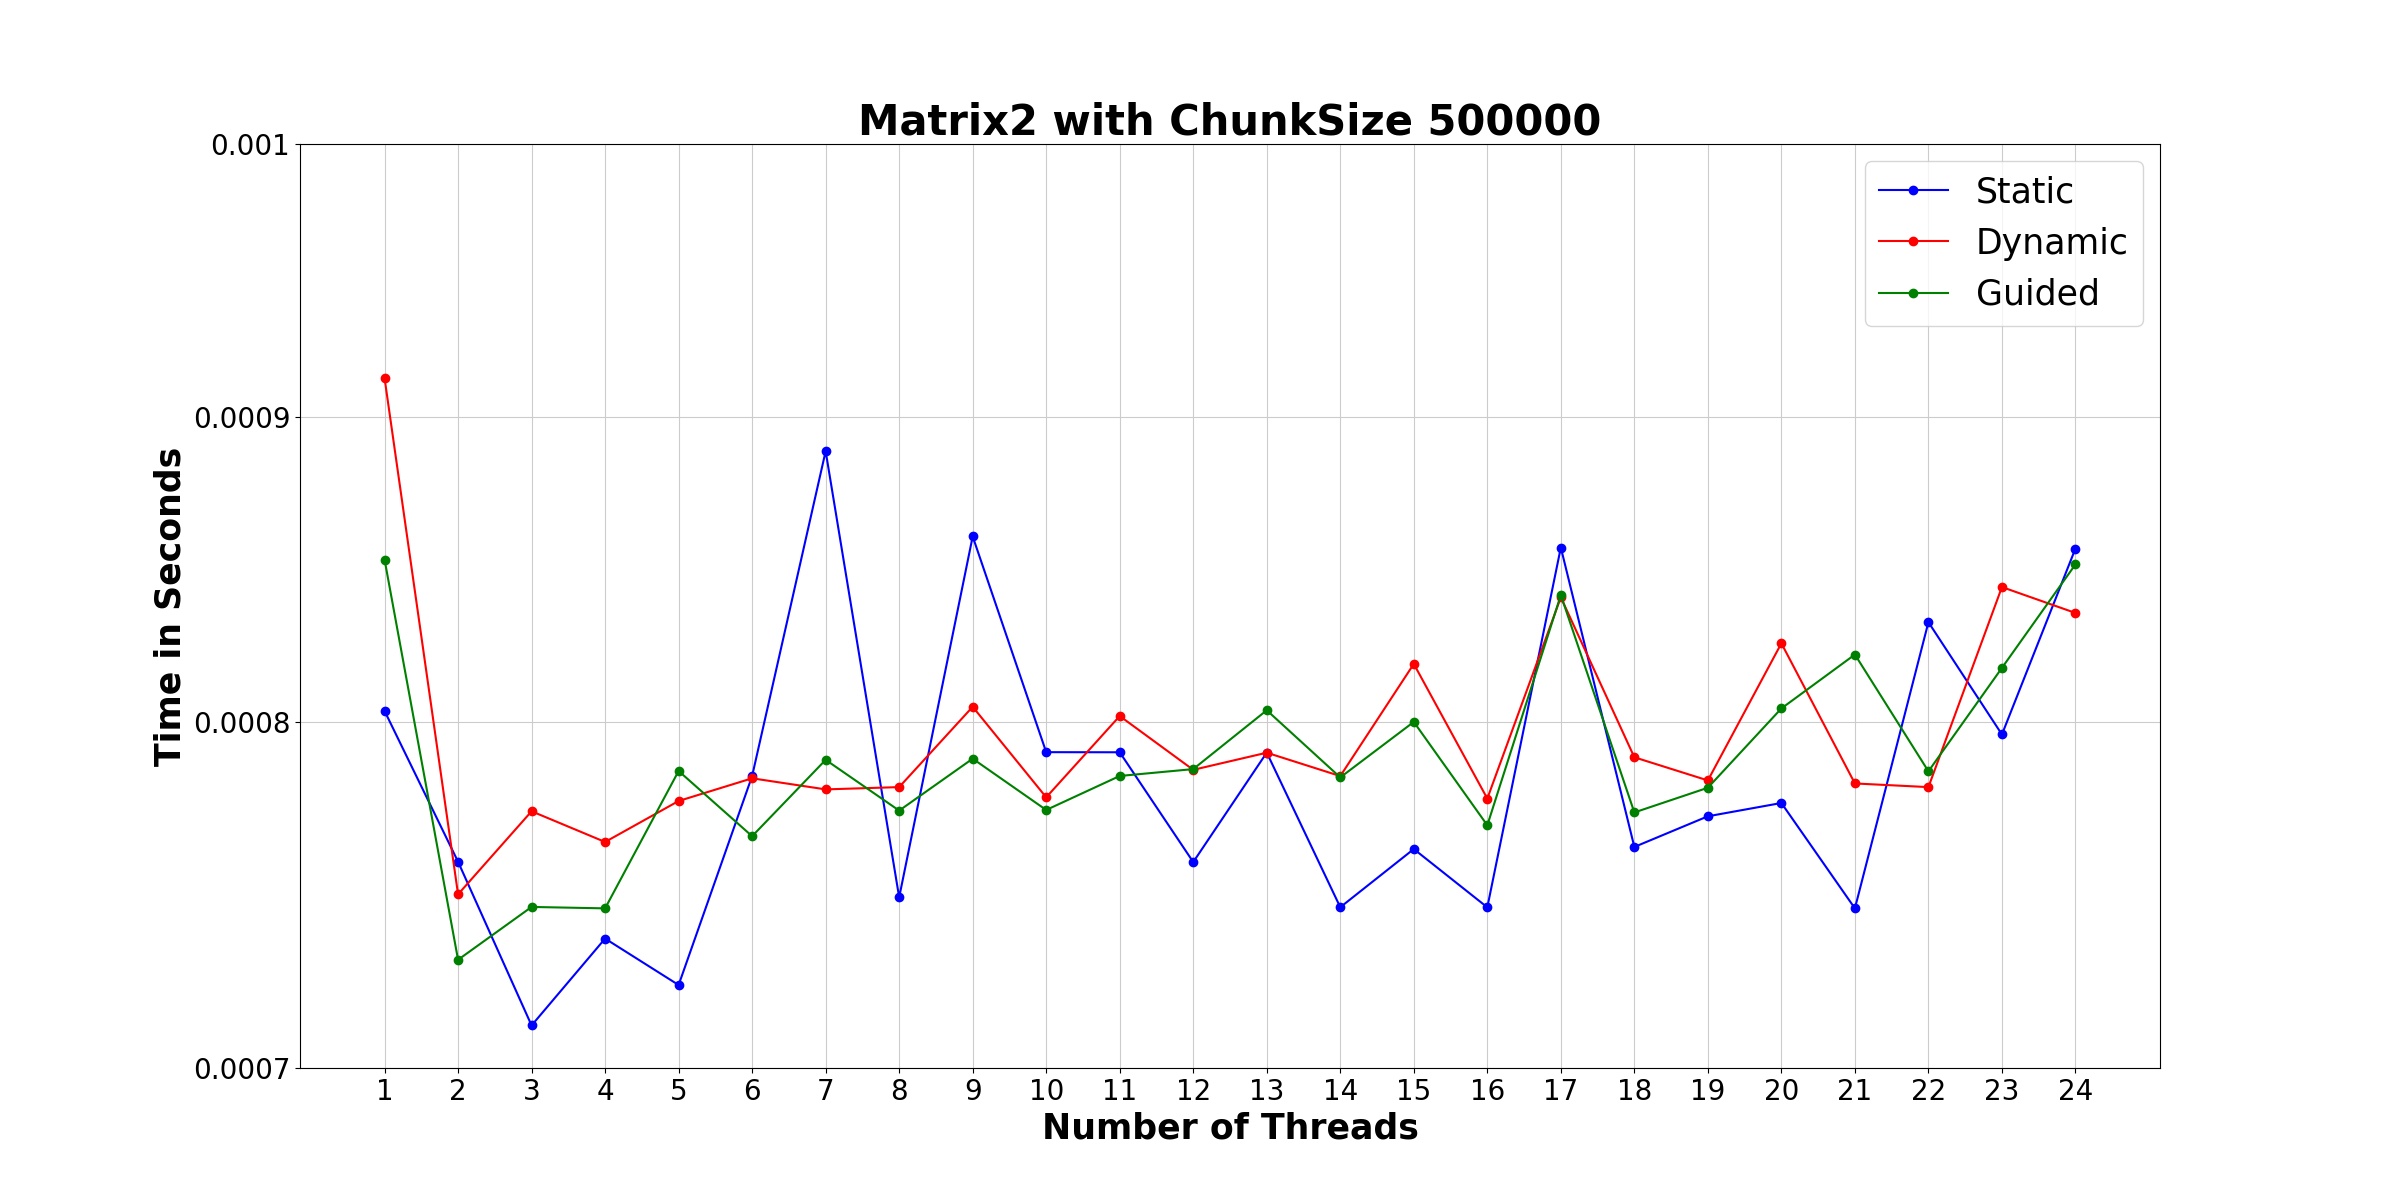 Matrix2 with ChunkSize 500000
0.001
0.0009
0.0008
0.0007
Time in Seconds
Static
Dynamic
Guided
1 2 3 4 5 6 7 8 9 10 11 12 13 14 15 16 17 18 19 20 21 22 23 24
Number of Threads